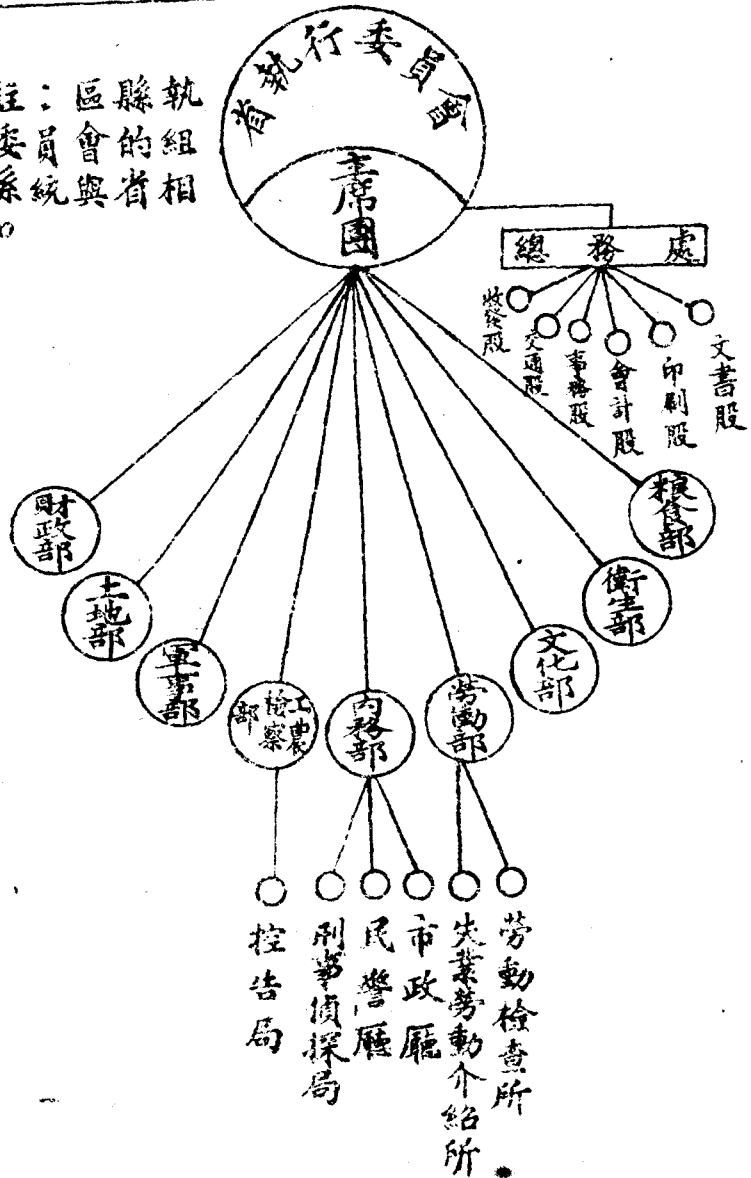 省執行委員會
主席團
註：區縣執
委員會的組
系統與省相
總務處
收發股
交通股
事務股
會計股
印刷股
文書股
財政部
土地部
軍事部
工農檢察部
內務部
勞動部
文化部
衛生部
粮食部
控告局
刑事偵探局
民警廳
市政廳
失業勞動介紹所
勞動檢查所